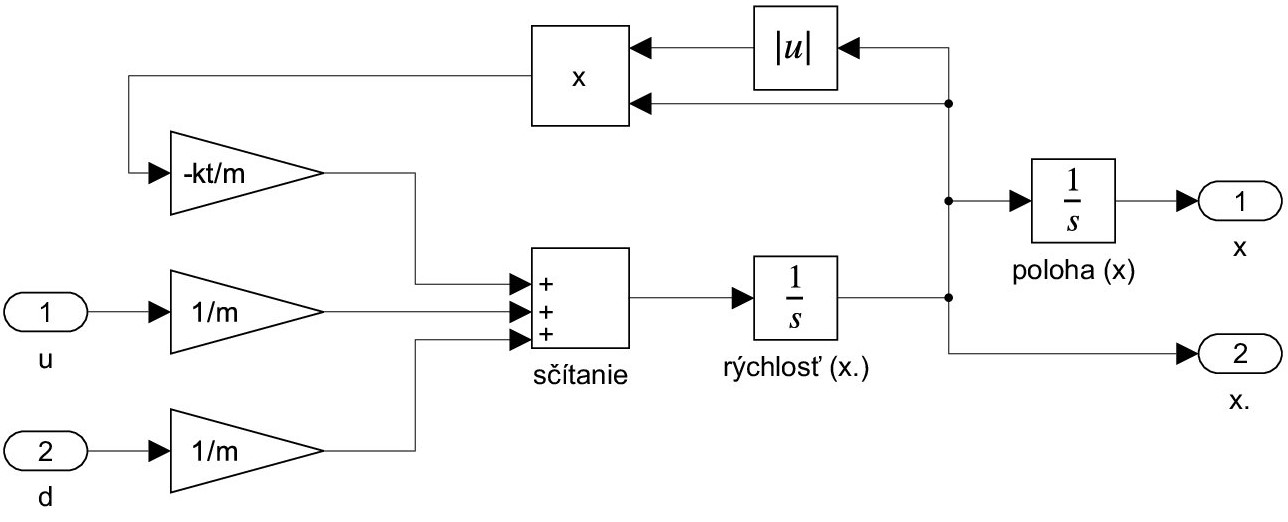 |u|
x
-kt/m
1
s
poloha (x)
1
x
1
u
1/m
+
+
+
sčítanie
1
s
rýchlosť (x.)
2
x.
2
d
1/m